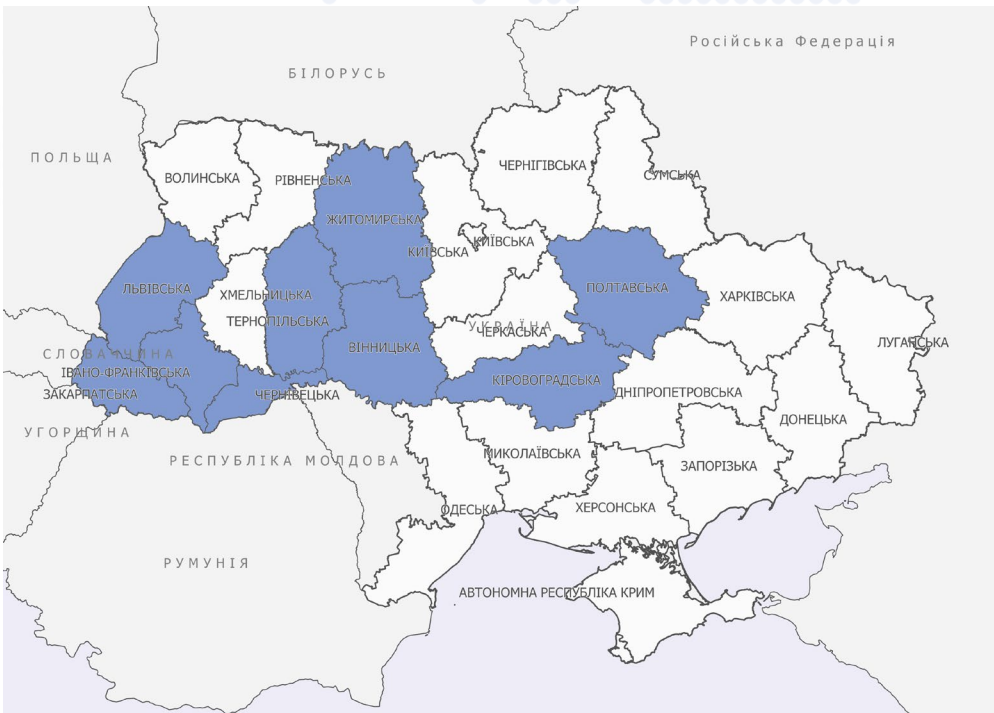 Російська Федерація
БІЛОРУСЬ
ПОЛЬЩА
ЧЕРНІГІВСЬКА
СУМСЬКА
ВОЛИНСЬКА
РІВНЕНСЬКА
ЖИТОМИРСЬКА
КИЇВСЬКА
КИЇВСЬКА
ЛЬВІВСЬКА
ХМЕЛЬНИЦЬКА
ПОЛТАВСЬКА
ХАРКІВСЬКА
ТЕРНОПІЛЬСЬКА
УКРАЇНА
ЧЕРКАСЬКА
ЛУГАНСЬКА
ВІННИЦЬКА
СЛОВАЧЧИНА
ІВАНО-ФРАНКІВСЬКА
КІРОВОГРАДСЬКА
ЗАКАРПАТСЬКА
ЧЕРНІВЕЦЬКА
ДНІПРОПЕТРОВСЬКА
ДОНЕЦЬКА
УГОРЩИНА
РЕСПУБЛІКА МОЛДОВА
МИКОЛАЇВСЬКА
ЗАПОРІЗЬКА
ОДЕСЬКА
ХЕРСОНСЬКА
РУМУНІЯ
АВТОНОМНА РЕСПУБЛІКА КРИМ